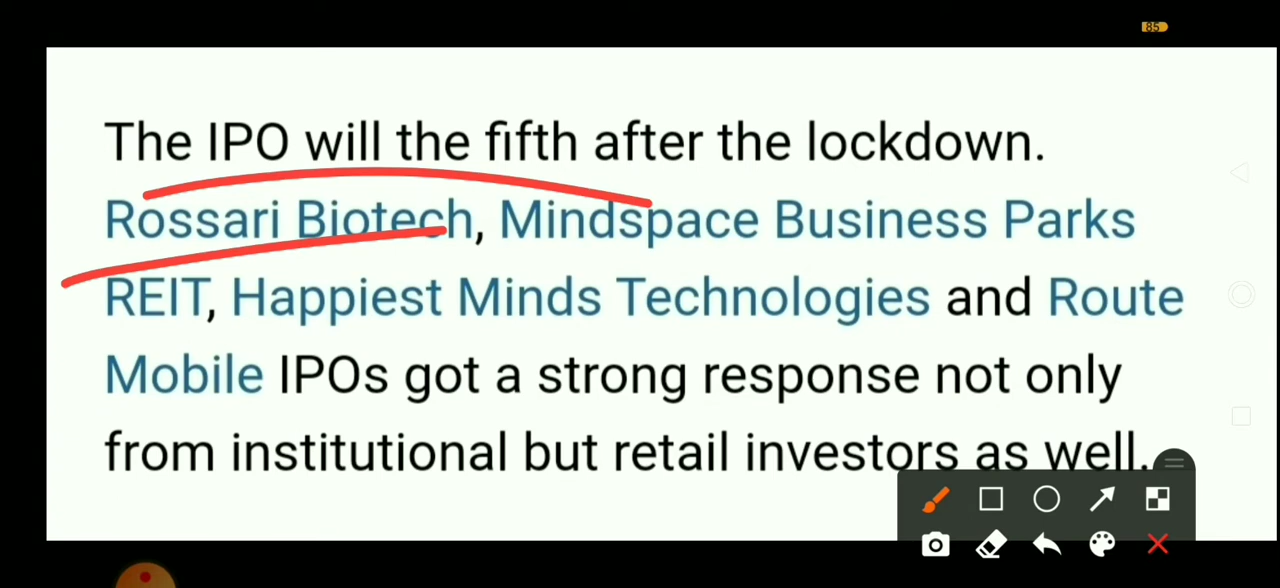 85
The IPO will the fifth after the lockdown.
Rossari Biotech, Mindspace Business Parks
REIT, Happiest Minds Technologies and Route
Mobile IPOs got a strong response not only
from institutional but retail investors as well.